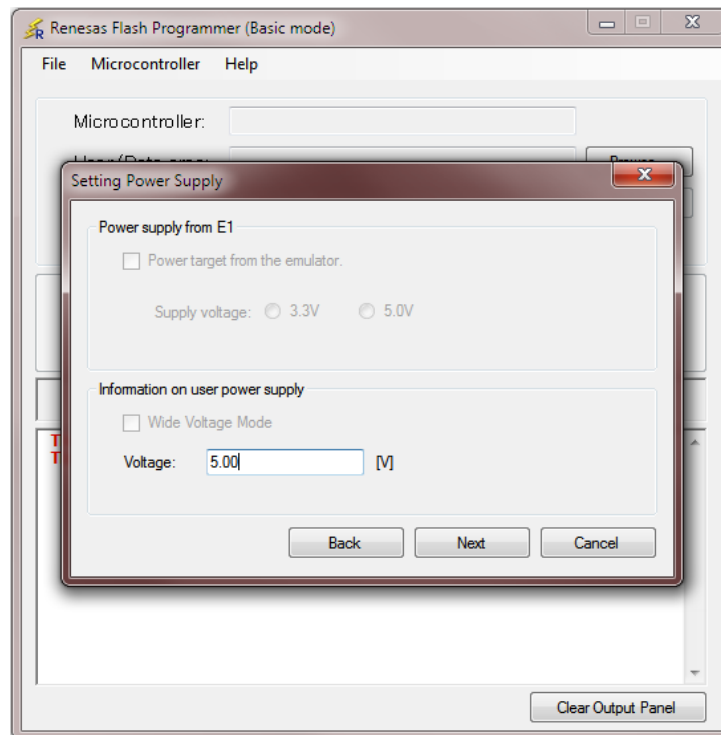 Renesas Flash Programmer (Basic mode)
File Microcontroller Help
Microcontroller:
Setting Power Supply
Power supply from E1
Power target from the emulator.
Supply voltage: 3.3V 5.0V
Information on user power supply
Wide Voltage Mode
Voltage: 5.00 [V]
Back Next Cancel
T
T
Clear Output Panel